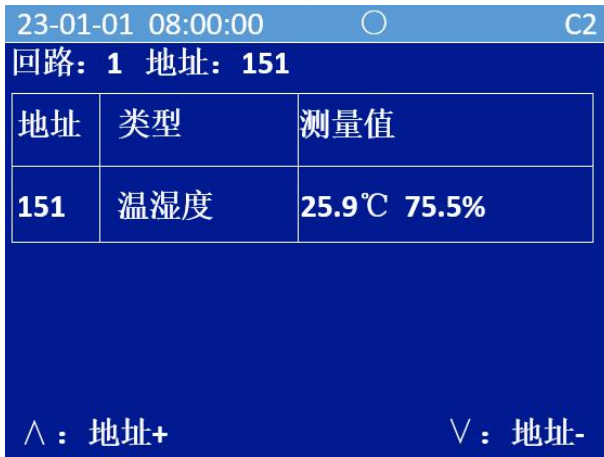 23-01-01 08:00:00 ○ C2
回路：1 地址：151
地址 类型 测量值
151 温湿度 25.9℃ 75.5%
∧：地址+ ∨：地址-